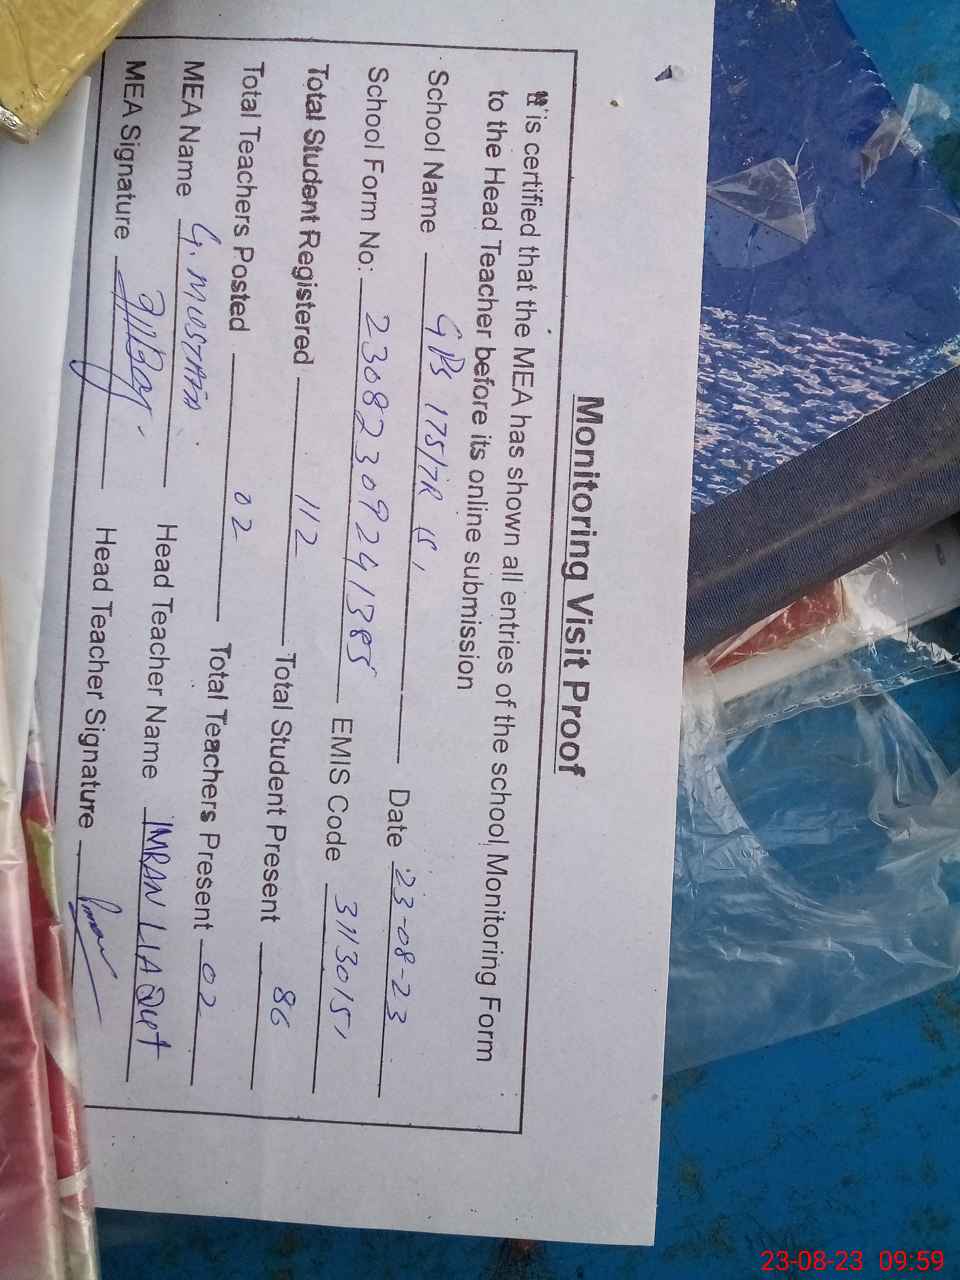 Monitoring Visit Proof
It is certified that the MEA has shown all entries of the school Monitoring Form
to the Head Teacher before its online submission
School Name GPS 175/7R Date 23-08-23
School Form No: 23082309241385 EMIS Code 31130151
Total Student Registered 112 Total Student Present 86
Total Teachers Posted 02 Total Teachers Present 02
MEA Name G. MUSTAFA Head Teacher Name IMRAN LIAQAT
MEA Signature Head Teacher Signature
23-08-23 09:59